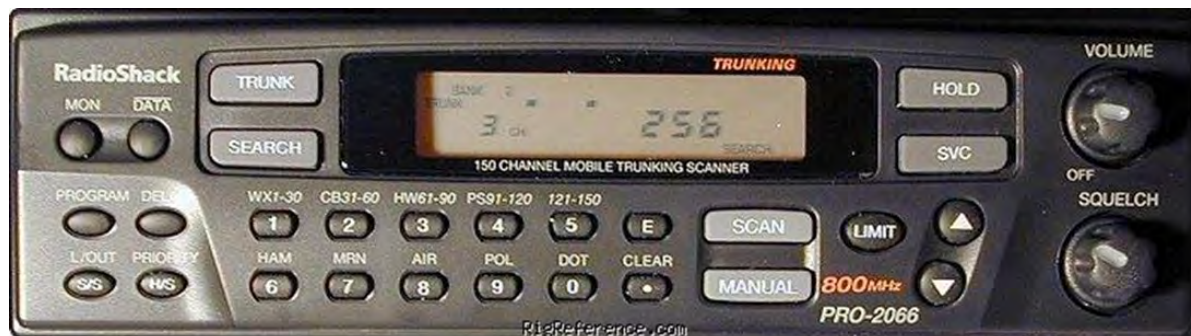 RadioShack
MON DATA
TRUNK
SEARCH
TRUNKING
BANK 2
TRUNK
3 CH 256
SEARCH
150 CHANNEL MOBILE TRUNKING SCANNER
HOLD
SVC
VOLUME
OFF
SQUELCH
PROGRAM DELAY
L/OUT PRIORITY
S/S H/S
WX1-30 CB31-60 HW61-90 PS91-120 121-150
1 2 3 4 5 E
HAM MRN AIR POL DOT CLEAR
6 7 8 9 0 •
SCAN
MANUAL
LIMIT
800MHz
PRO-2066
RigReference.com